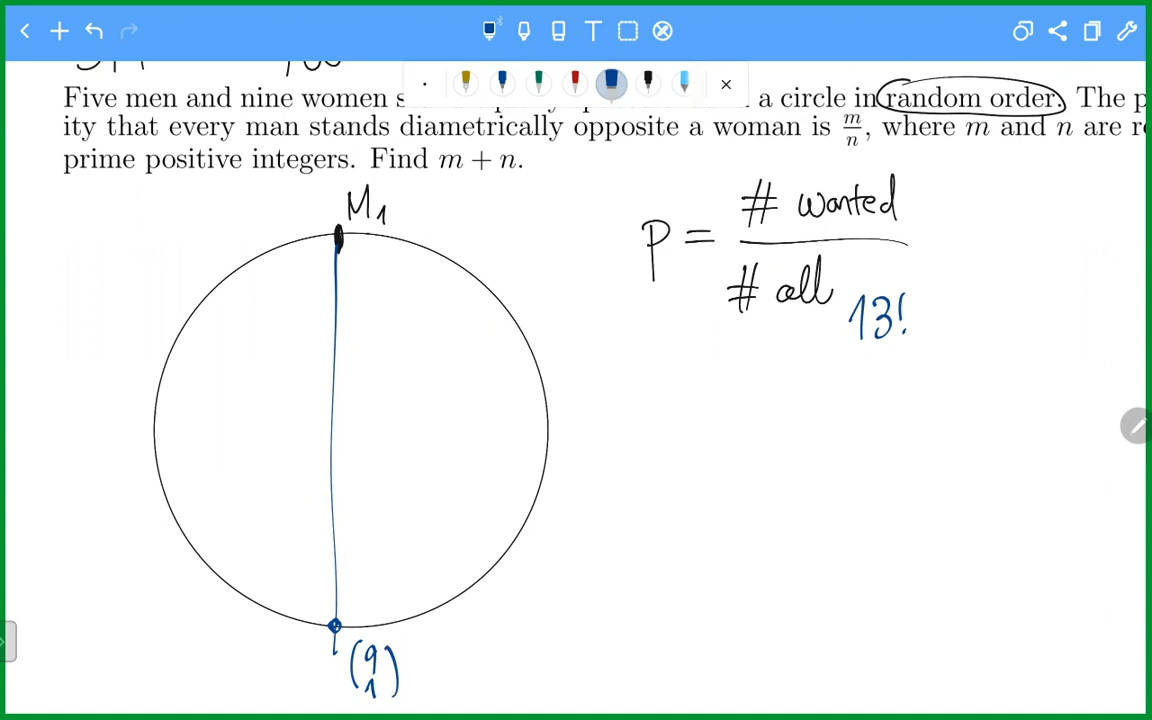 Five men and nine women s a circle in random order. The p
ity that every man stands diametrically opposite a woman is m/n, where m and n are r
prime positive integers. Find m + n.
M1
P = # wanted / # all
13!
(9
1)